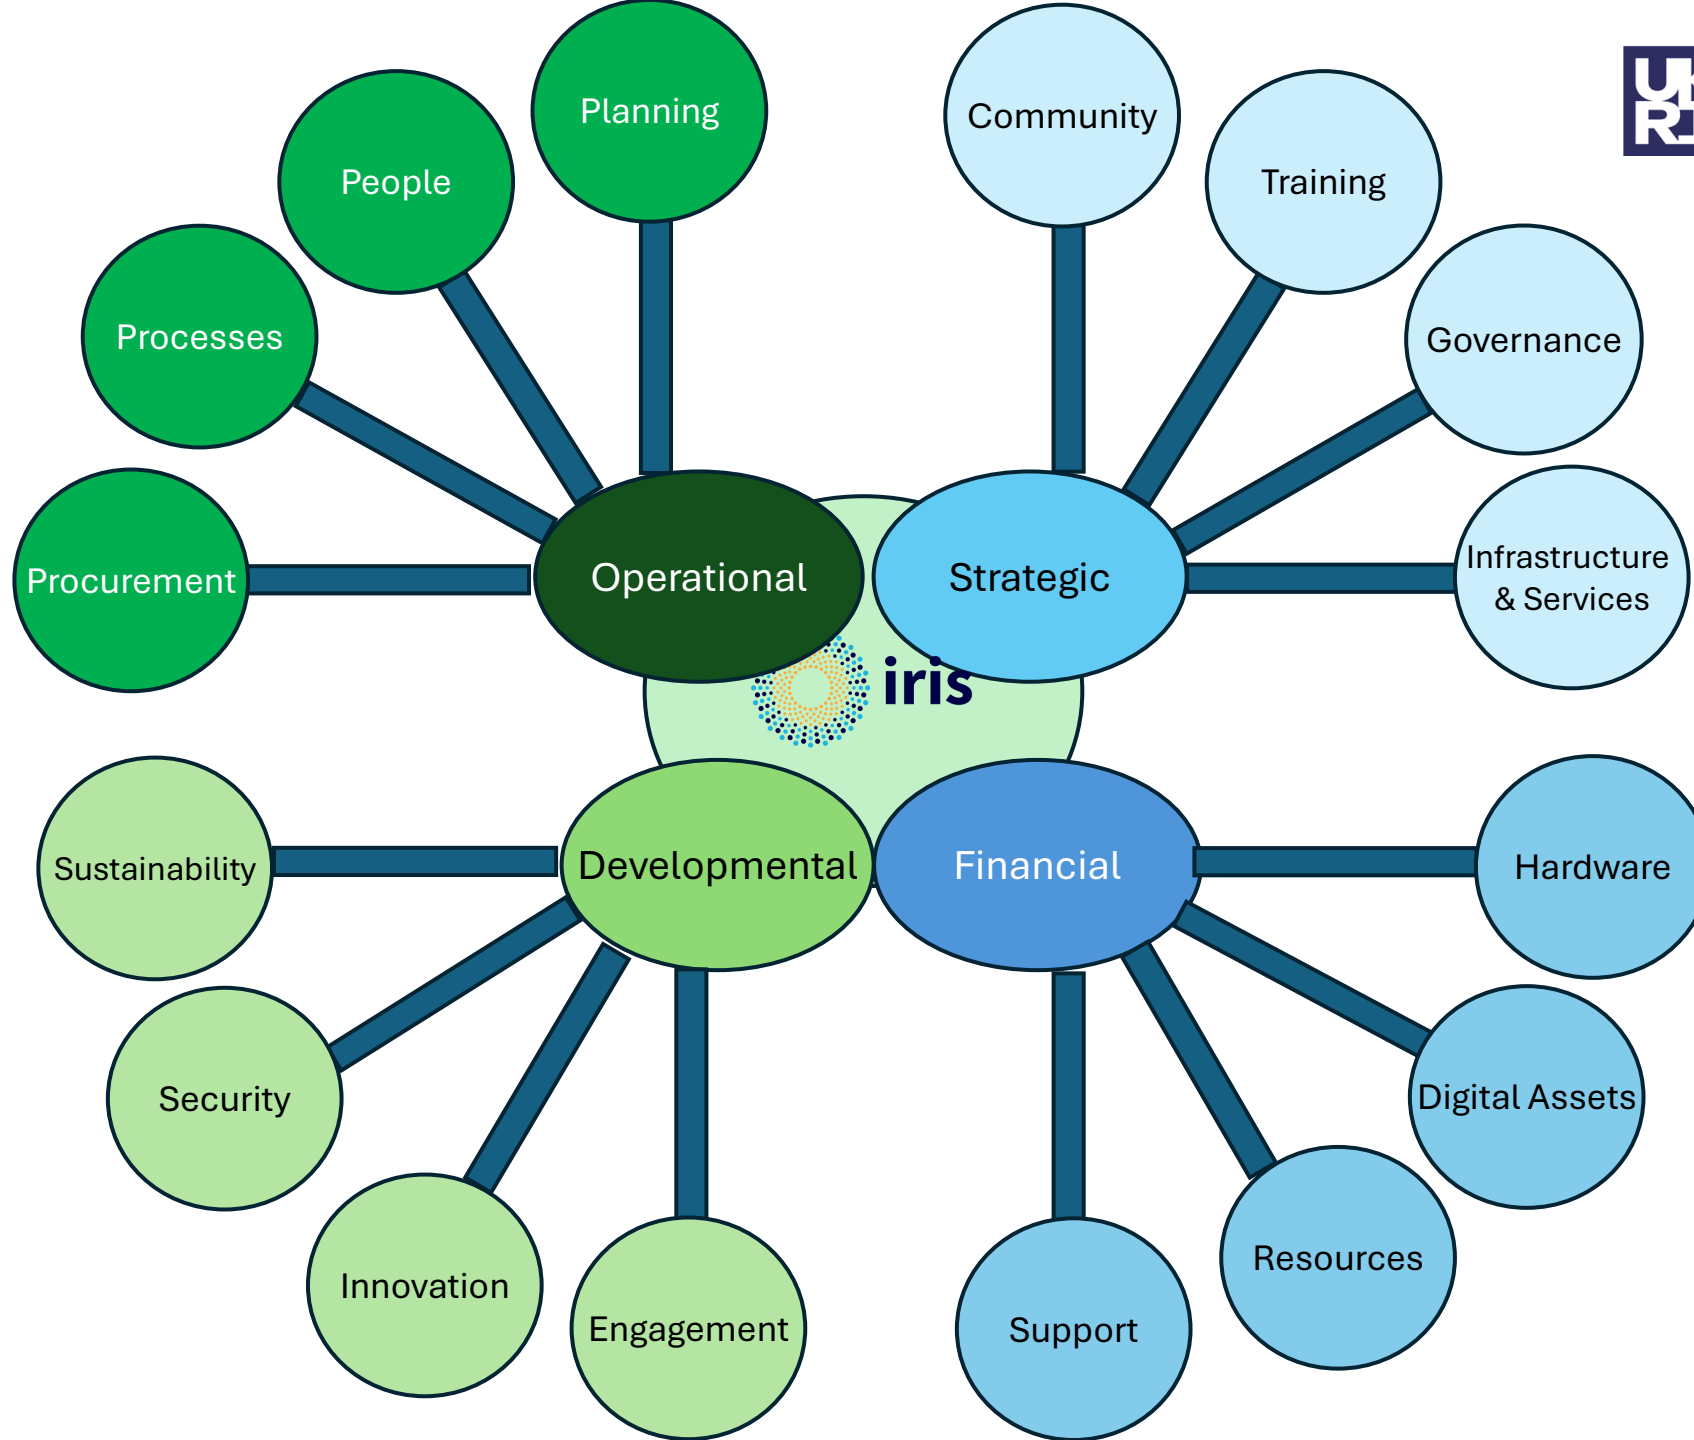 Planning
Community
People
Training
Processes
Governance
Procurement
Operational
Strategic
Infrastructure
& Services
iris
Sustainability
Developmental
Financial
Hardware
Security
Digital Assets
Innovation
Resources
Engagement
Support